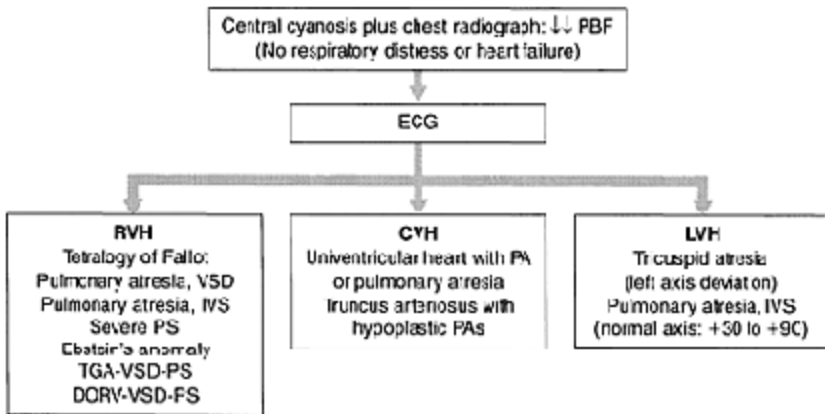 Central cyanosis plus chest radiograph: ↓↓ PBF
(No respiratory distress or heart failure)
ECG
RVH
Tetralogy of Fallot
Pulmonary atresia, VSD
Pulmonary atresia, IVS
Severe PS
Ebstein's anomaly
TGA-VSD-PS
DORV-VSD-PS
CVH
Univentricular heart with PA
or pulmonary atresia
Truncus arteriosus with
hypoplastic PAs
LVH
Tricuspid atresia
(left axis deviation)
Pulmonary atresia, IVS
(normal axis: +30 to +90)